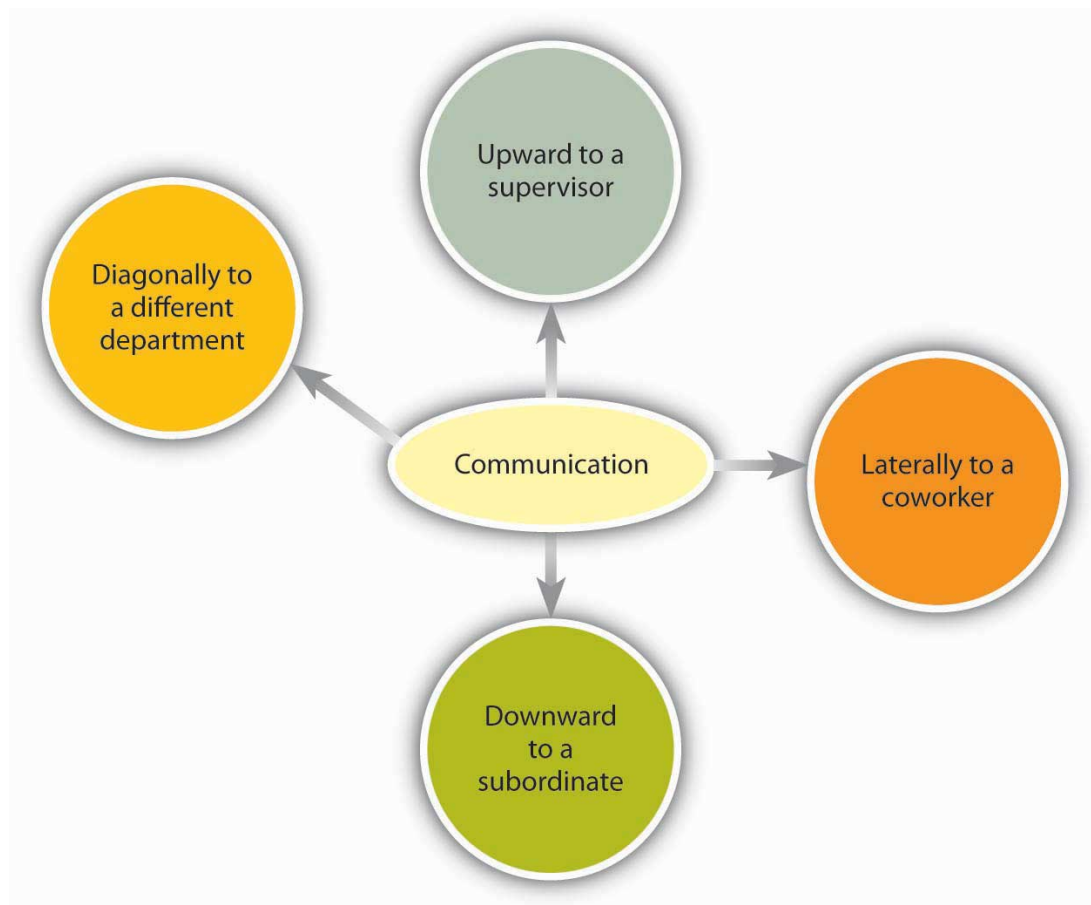 Upward to a
supervisor
Diagonally to
a different
department
Communication
Laterally to a
coworker
Downward
to a
subordinate